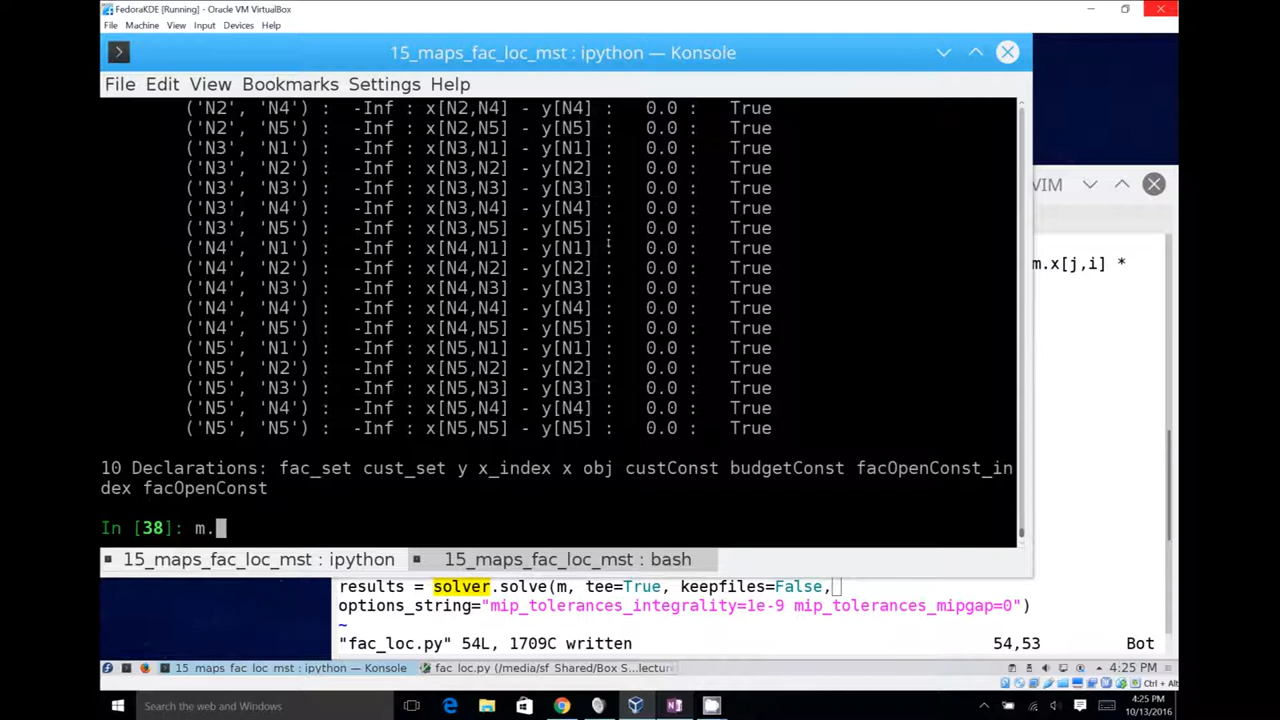 FedoraKDE [Running] - Oracle VM VirtualBox
File Machine View Input Devices Help
15_maps_fac_loc_mst : ipython — Konsole
File Edit View Bookmarks Settings Help
('N2', 'N4') : -Inf : x[N2,N4] - y[N4] : 0.0 : True
('N2', 'N5') : -Inf : x[N2,N5] - y[N5] : 0.0 : True
('N3', 'N1') : -Inf : x[N3,N1] - y[N1] : 0.0 : True
('N3', 'N2') : -Inf : x[N3,N2] - y[N2] : 0.0 : True
('N3', 'N3') : -Inf : x[N3,N3] - y[N3] : 0.0 : True
('N3', 'N4') : -Inf : x[N3,N4] - y[N4] : 0.0 : True
('N3', 'N5') : -Inf : x[N3,N5] - y[N5] : 0.0 : True
('N4', 'N1') : -Inf : x[N4,N1] - y[N1] : 0.0 : True
('N4', 'N2') : -Inf : x[N4,N2] - y[N2] : 0.0 : True
('N4', 'N3') : -Inf : x[N4,N3] - y[N3] : 0.0 : True
('N4', 'N4') : -Inf : x[N4,N4] - y[N4] : 0.0 : True
('N4', 'N5') : -Inf : x[N4,N5] - y[N5] : 0.0 : True
('N5', 'N1') : -Inf : x[N5,N1] - y[N1] : 0.0 : True
('N5', 'N2') : -Inf : x[N5,N2] - y[N2] : 0.0 : True
('N5', 'N3') : -Inf : x[N5,N3] - y[N3] : 0.0 : True
('N5', 'N4') : -Inf : x[N5,N4] - y[N4] : 0.0 : True
('N5', 'N5') : -Inf : x[N5,N5] - y[N5] : 0.0 : True
10 Declarations: fac_set cust_set y x_index x obj custConst budgetConst facOpenConst_in
dex facOpenConst
In [38]: m.
15_maps_fac_loc_mst : ipython
15_maps_fac_loc_mst : bash
VIM
m.x[j,i] *
results = solver.solve(m, tee=True, keepfiles=False,
options_string="mip_tolerances_integrality=1e-9 mip_tolerances_mipgap=0")
~
"fac_loc.py" 54L, 1709C written 54,53 Bot
15_maps_fac_loc_mst : ipython — Konsole
fac_loc.py (/media/sf_Shared/Box S...lecture
4:25 PM
Ctrl + Alt
Search the web and Windows
4:25 PM
10/13/2016